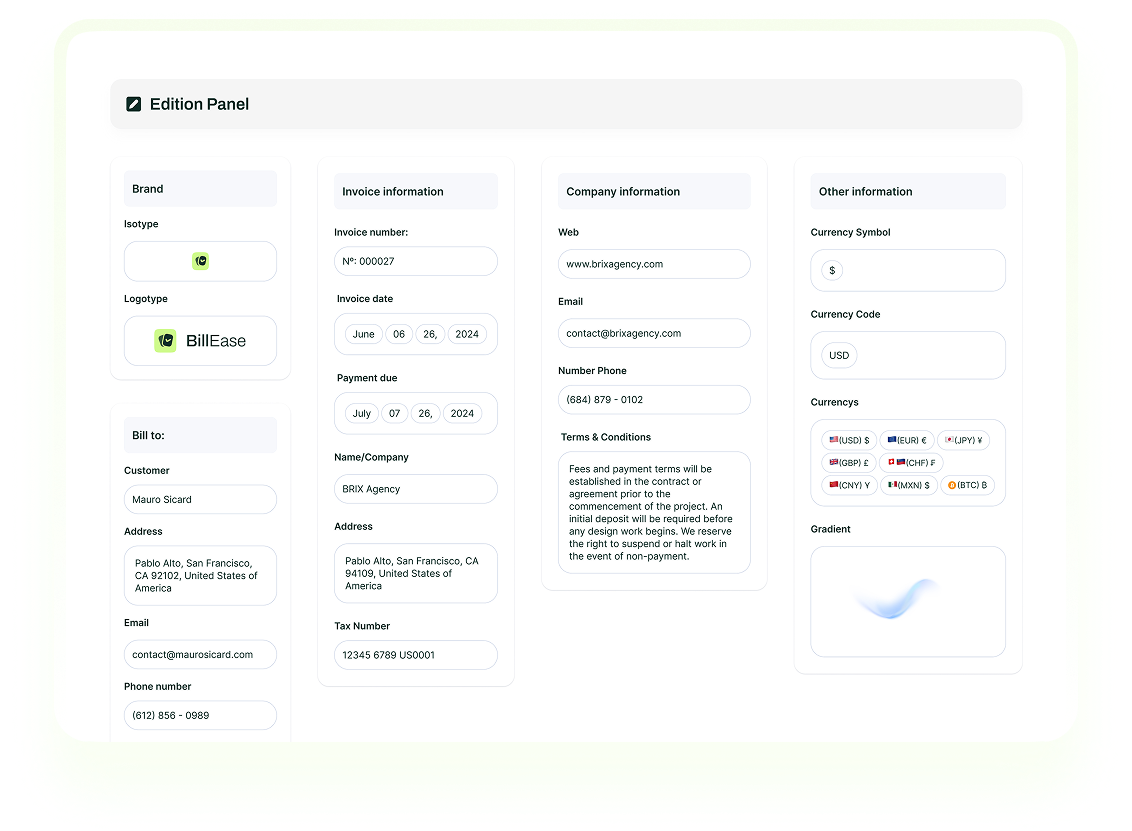 Edition Panel
Brand
Isotype
Logotype
BillEase
Bill to:
Customer
Mauro Sicard
Address
Pablo Alto, San Francisco,
CA 92102, United States of
America
Email
contact@maurosicard.com
Phone number
(612) 856 - 0989
Invoice information
Invoice number:
Nº: 000027
Invoice date
June 06 26, 2024
Payment due
July 07 26, 2024
Name/Company
BRIX Agency
Address
Pablo Alto, San Francisco, CA
94109, United States of
America
Tax Number
12345 6789 US0001
Company information
Web
www.brixagency.com
Email
contact@brixagency.com
Number Phone
(684) 879 - 0102
Terms & Conditions
Fees and payment terms will be
established in the contract or
agreement prior to the
commencement of the project. An
initial deposit will be required before
any design work begins. We reserve
the right to suspend or halt work in
the event of non-payment.
Other information
Currency Symbol
$
Currency Code
USD
Currencys
(USD) $ (EUR) € (JPY) ¥
(GBP) £ (CHF) ₣
(CNY) Y (MXN) $ (BTC) ₿
Gradient